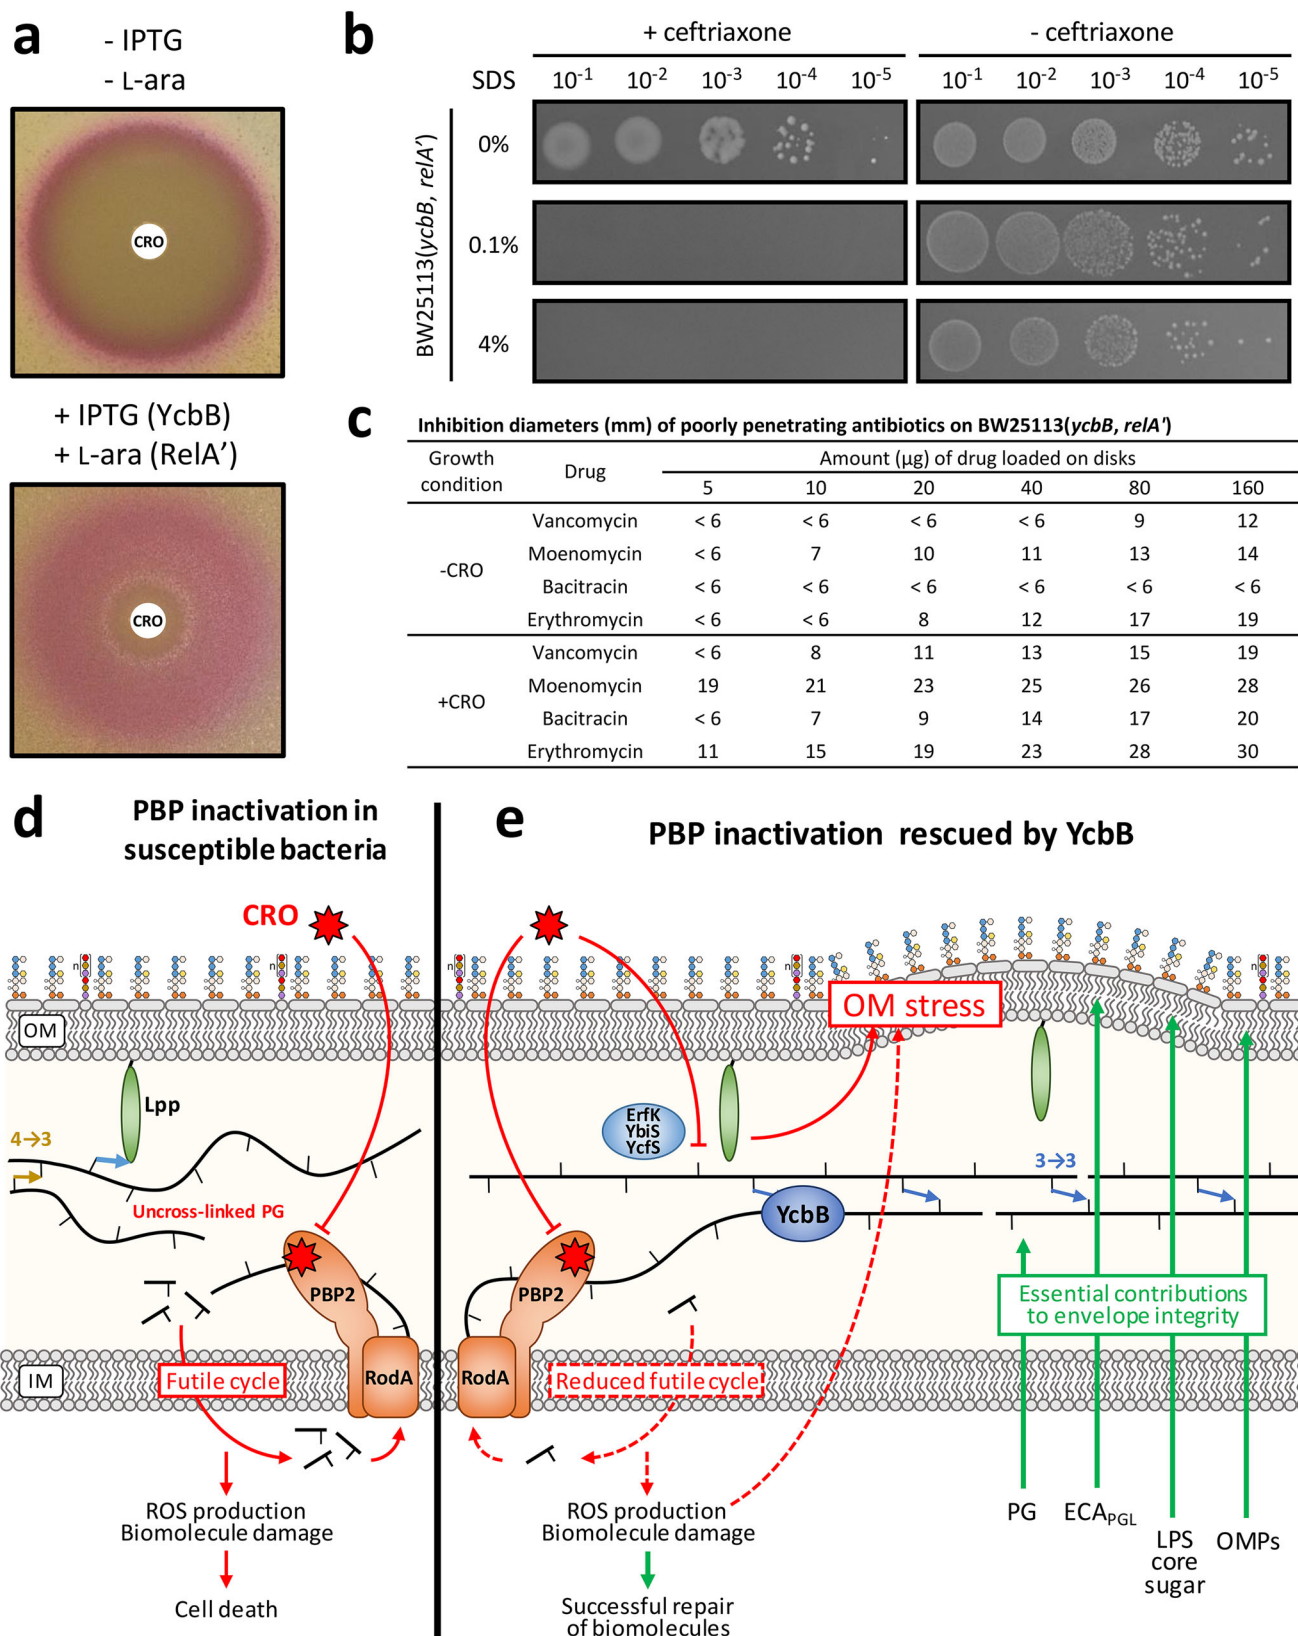 a
- IPTG
- L-ara
CRO
+ IPTG (YcbB)
+ L-ara (RelA’)
CRO
b
+ ceftriaxone
- ceftriaxone
SDS
10-1 10-2 10-3 10-4 10-5
10-1 10-2 10-3 10-4 10-5
BW25113(ycbB, relA’)
0%
0.1%
4%
c
Inhibition diameters (mm) of poorly penetrating antibiotics on BW25113(ycbB, relA’)
Growth condition Drug Amount (µg) of drug loaded on disks
5 10 20 40 80 160
-CRO
Vancomycin < 6 < 6 < 6 < 6 9 12
Moenomycin < 6 7 10 11 13 14
Bacitracin < 6 < 6 < 6 < 6 < 6 < 6
Erythromycin < 6 < 6 8 12 17 19
+CRO
Vancomycin < 6 8 11 13 15 19
Moenomycin 19 21 23 25 26 28
Bacitracin < 6 7 9 14 17 20
Erythromycin 11 15 19 23 28 30
d
PBP inactivation in
susceptible bacteria
CRO
n
n
OM
Lpp
4→3
Uncross-linked PG
PBP2
RodA
IM
Futile cycle
ROS production
Biomolecule damage
Cell death
e
PBP inactivation rescued by YcbB
n
n
n
OM stress
ErfK
YbiS
YcfS
3→3
YcbB
PBP2
RodA
Reduced futile cycle
Essential contributions
to envelope integrity
ROS production
Biomolecule damage
Successful repair
of biomolecules
PG
ECAPGL
LPS
core
sugar
OMPs